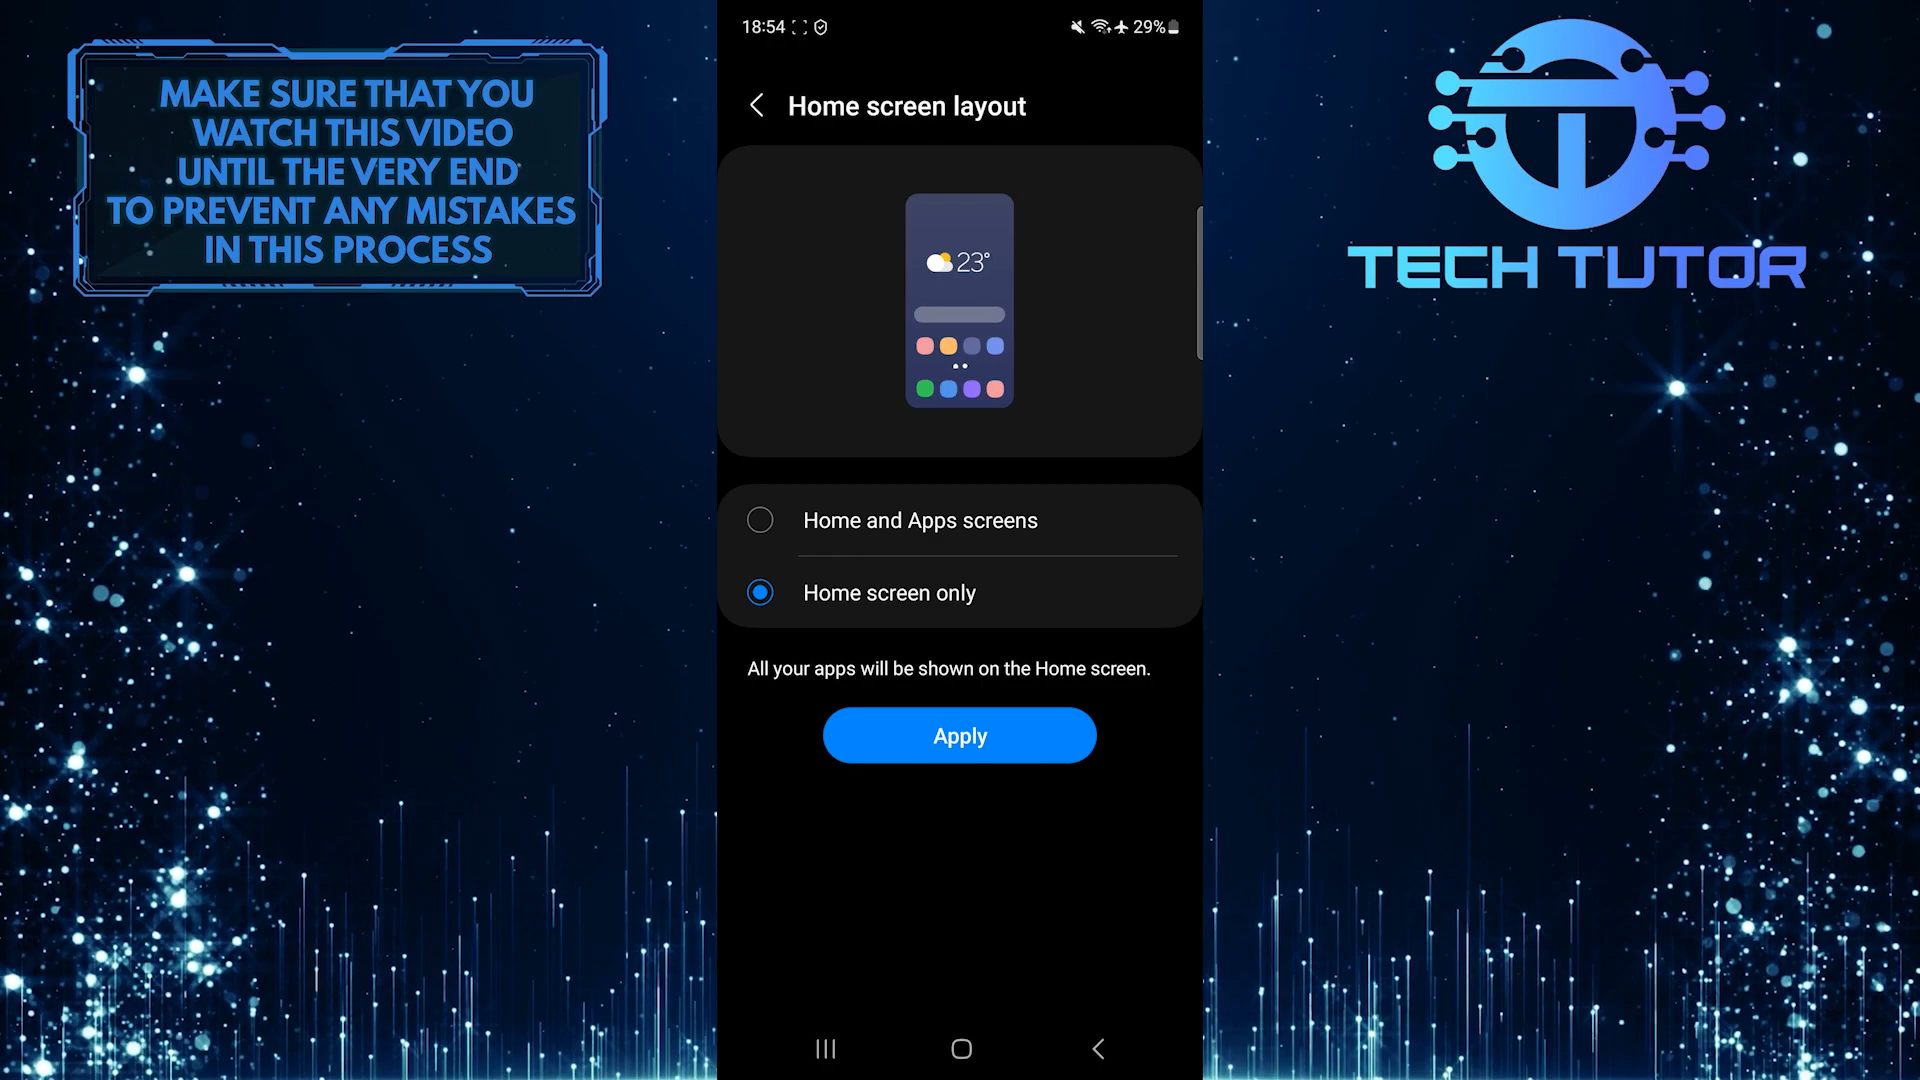 MAKE SURE THAT YOU
WATCH THIS VIDEO
UNTIL THE VERY END
TO PREVENT ANY MISTAKES
IN THIS PROCESS
18:54
29%
Home screen layout
23°
Home and Apps screens
Home screen only
All your apps will be shown on the Home screen.
Apply
TECH TUTOR